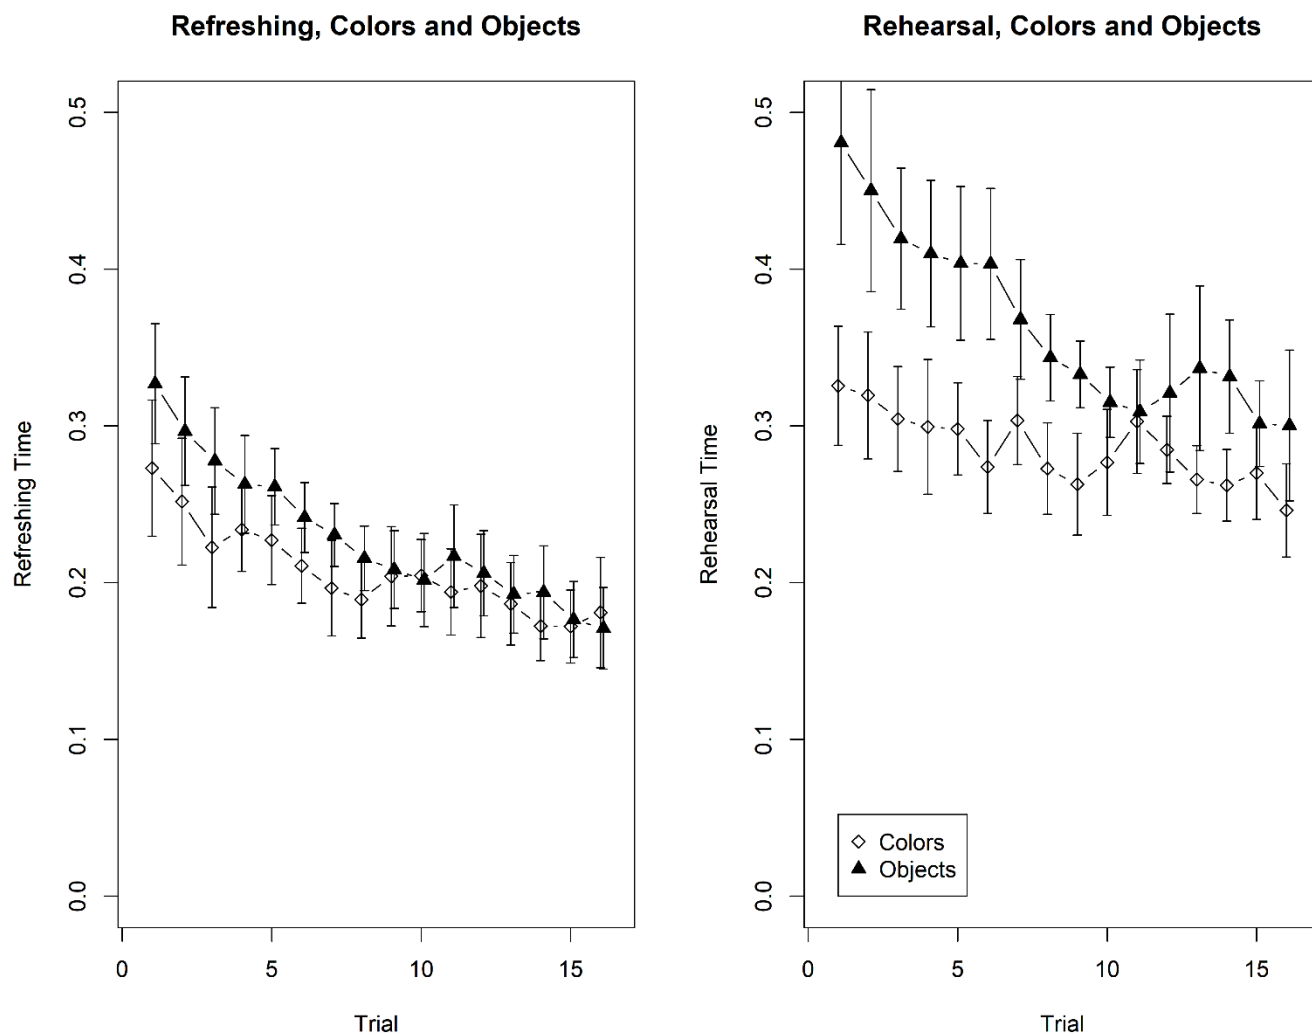 Refreshing, Colors and Objects
Refreshing Time
0.5
0.4
0.3
0.2
0.1
0.0
0 5 10 15
Trial
Rehearsal, Colors and Objects
Rehearsal Time
0.5
0.4
0.3
0.2
0.1
0.0
Colors
Objects
0 5 10 15
Trial